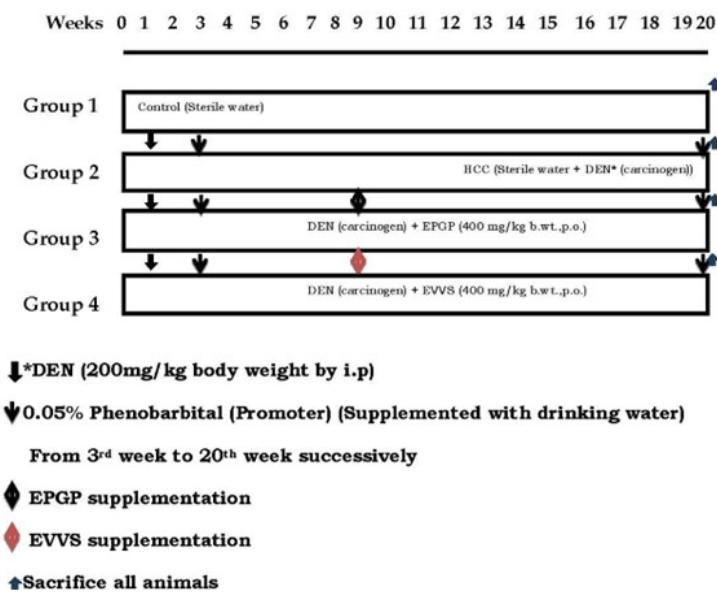 Weeks 0 1 2 3 4 5 6 7 8 9 10 11 12 13 14 15 16 17 18 19 20
Group 1
Control (Sterile water)
Group 2
HCC (Sterile water + DEN* (carcinogen))
Group 3
DEN (carcinogen) + EPGP (400 mg/kg b.wt.,p.o.)
Group 4
DEN (carcinogen) + EVVS (400 mg/kg b.wt.,p.o.)
*DEN (200mg/kg body weight by i.p)
0.05% Phenobarbital (Promoter) (Supplemented with drinking water)
From 3rd week to 20th week successively
EPGP supplementation
EVVS supplementation
Sacrifice all animals